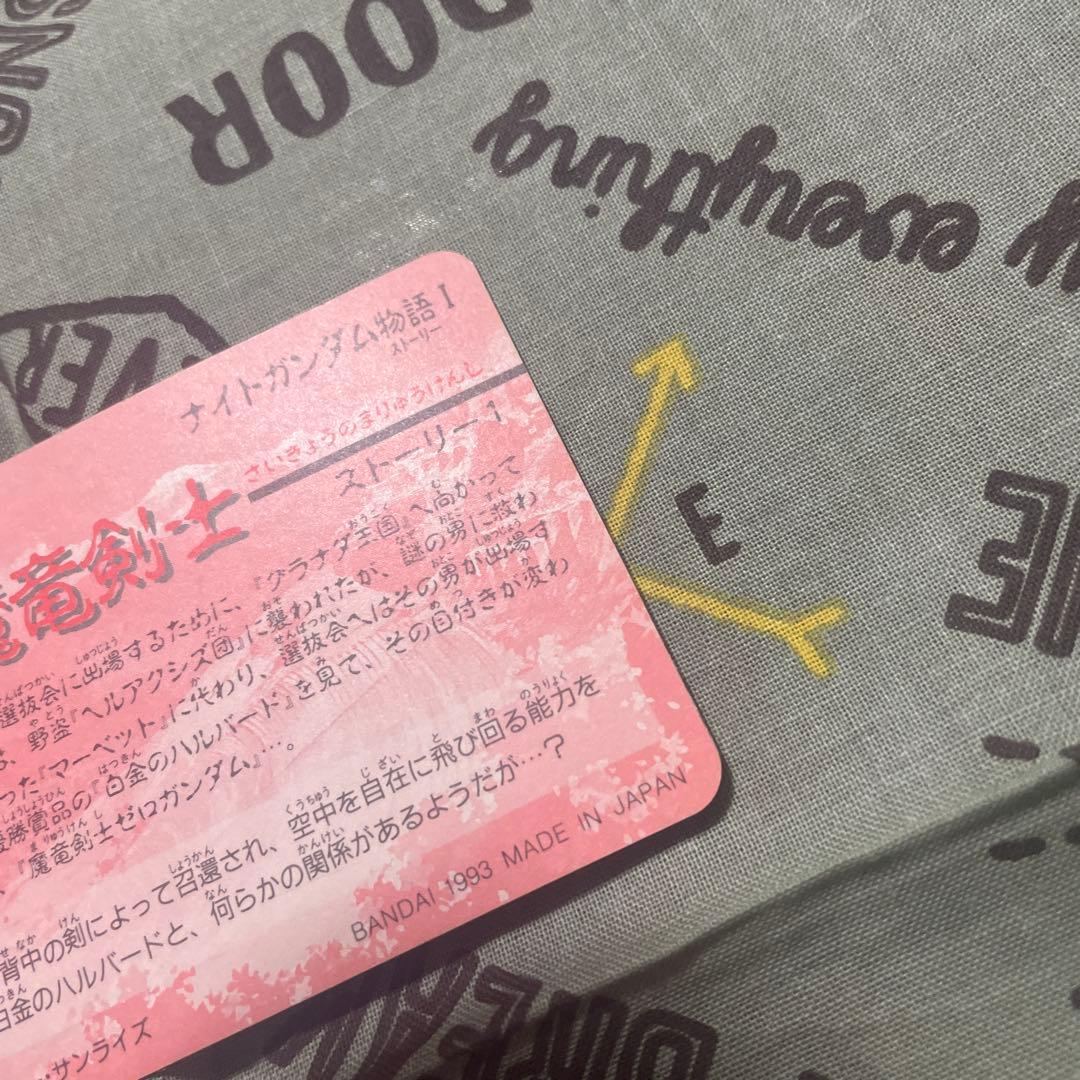 DOOR
everything
VER
E
ナイトガンダム物語 I
ストーリー
さいきょうのまりゅうけんし
魔竜剣士
ストーリー 1
選抜会に出場するために、『グラナダ王国』へ向かって
野盗『ヘルアクシズ団』に襲われたが、謎の男に救わ
った『マーベット』に代わり、選抜会へはその男が出場す
優勝賞品の『白金のハルバード』を見て、その目付きが変わ
、『魔竜剣士ゼロガンダム』…。
背中の剣によって召還され、空中を自在に飛び回る能力を
白金のハルバードと、何らかの関係があるようだが…？
BANDAI 1993 MADE IN JAPAN
・サンライズ